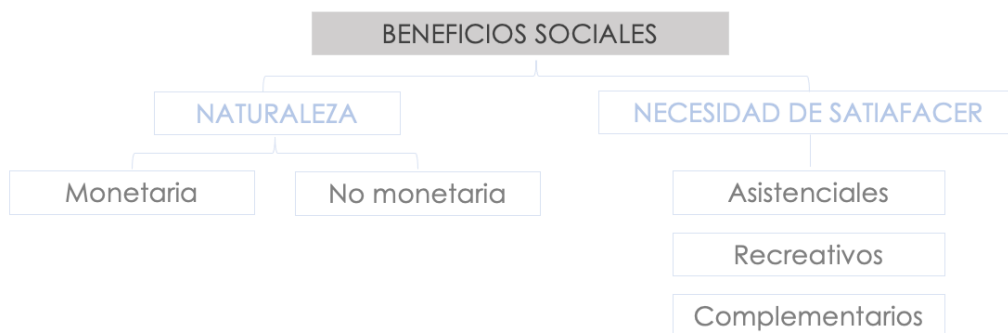 BENEFICIOS SOCIALES
NATURALEZA
NECESIDAD DE SATIAFACER
Monetaria
No monetaria
Asistenciales
Recreativos
Complementarios